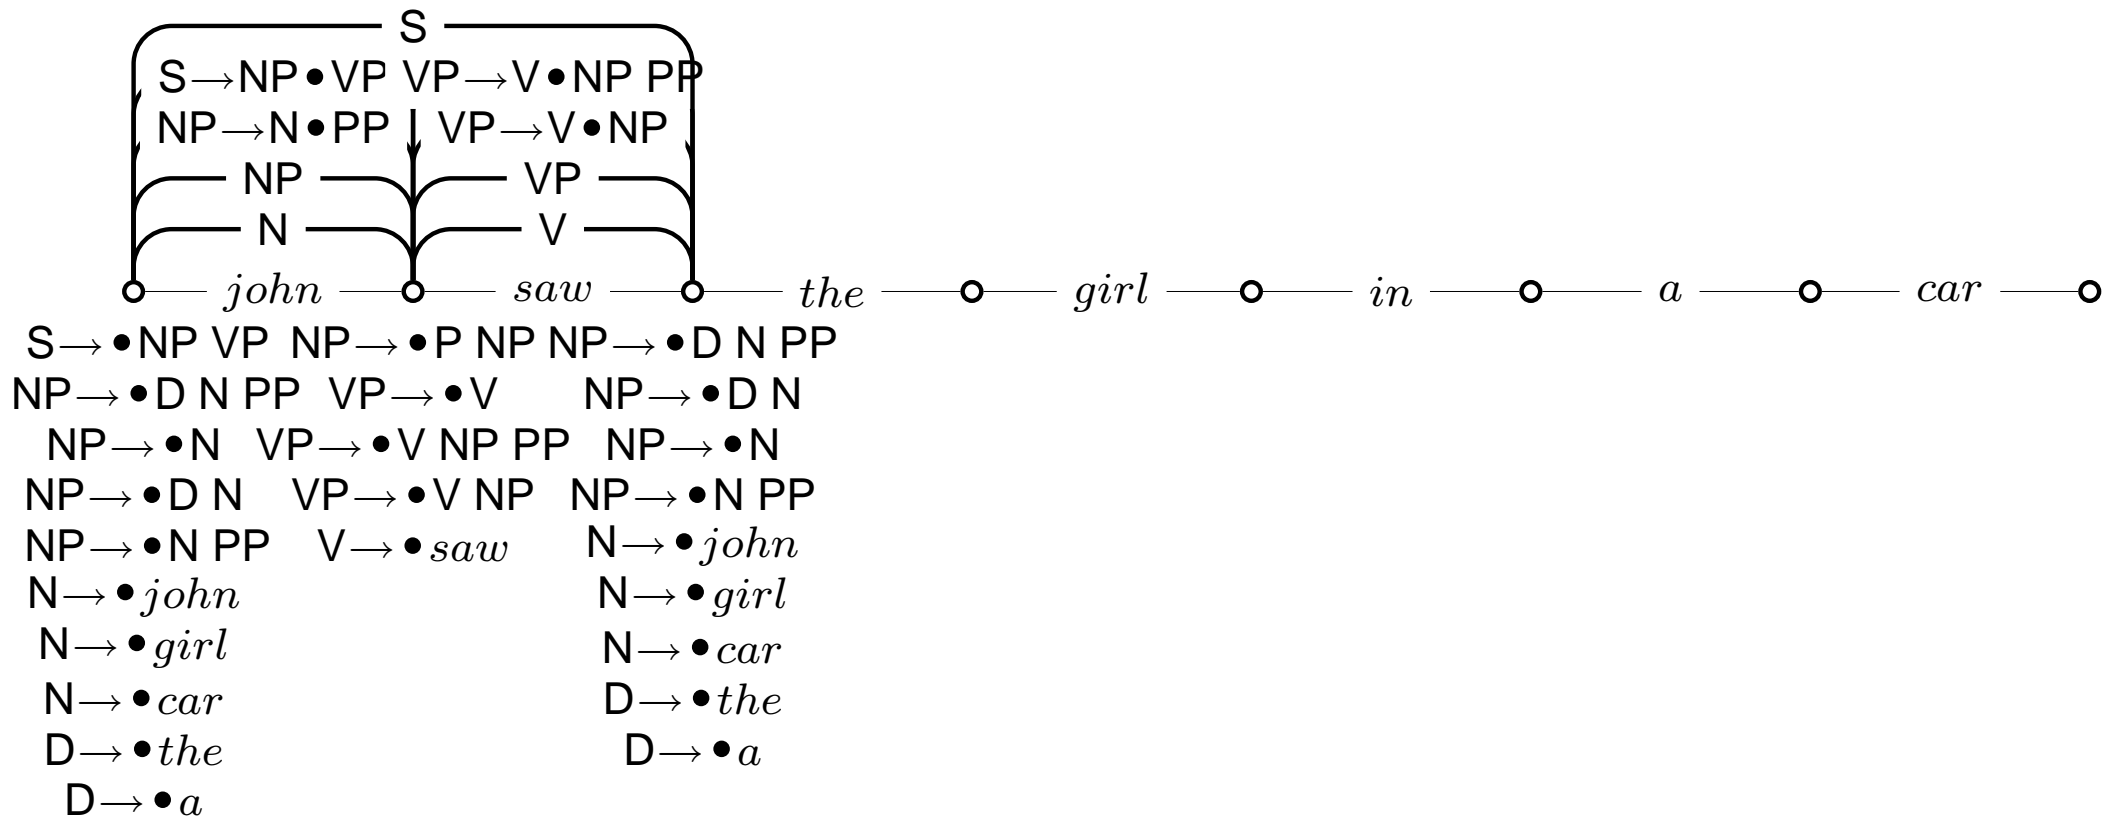 S
S→NP•VP VP→V•NP PP
NP→N•PP VP→V•NP
NP VP
N V
john saw the girl in a car
S→•NP VP NP→•P NP NP→•D N PP
NP→•D N PP VP→•V NP→•D N
NP→•N VP→•V NP PP NP→•N
NP→•D N VP→•V NP NP→•N PP
NP→•N PP V→•saw N→•john
N→•john N→•girl
N→•girl N→•car
N→•car D→•the
D→•the D→•a
D→•a